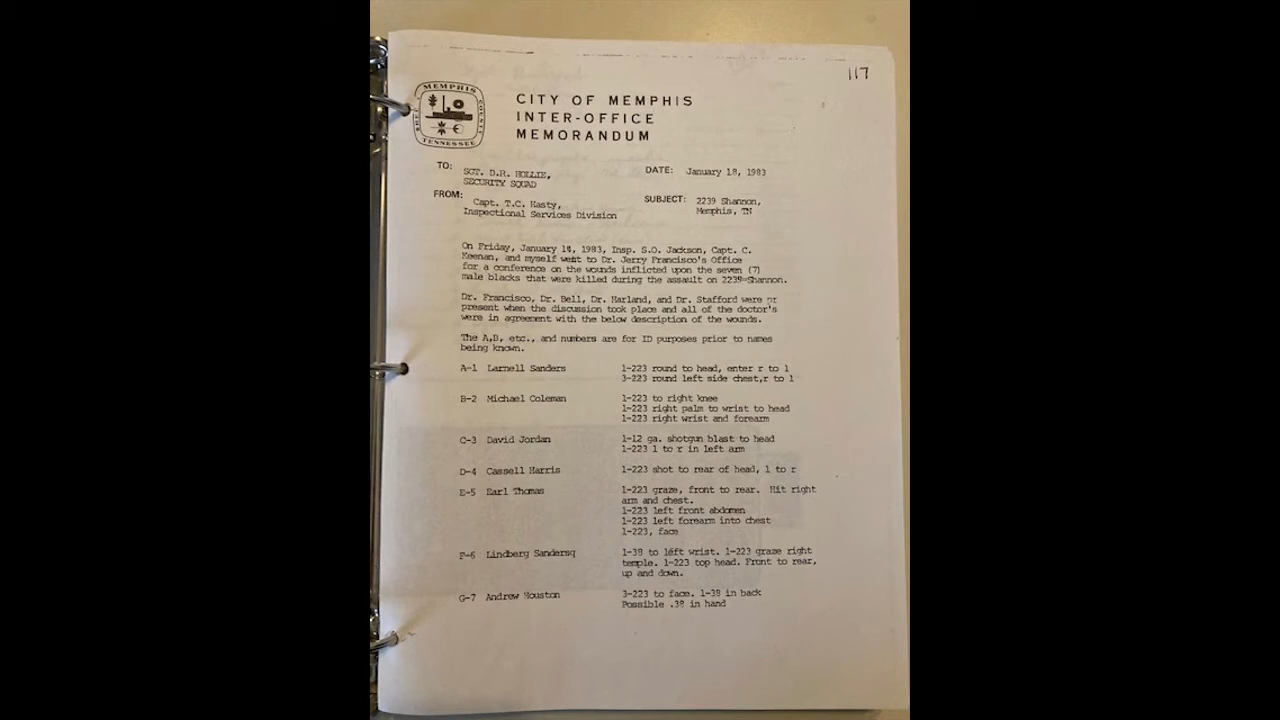 117
MEMPHIS
SHELBY COUNTY
TENNESSEE
CITY OF MEMPHIS
INTER-OFFICE
MEMORANDUM
TO: SGT. D.R. HOLLIE,
SECURITY SQUAD
DATE: January 18, 1983
FROM: Capt. T.C. Hasty,
Inspectional Services Division
SUBJECT: 2239 Shannon,
Memphis, TN
On Friday, January 14, 1983, Insp. S.O. Jackson, Capt. C.
Keenan, and myself went to Dr. Jerry Francisco's Office
for a conference on the wounds inflicted upon the seven (7)
male blacks that were killed during the assault on 2239 Shannon.
Dr. Francisco, Dr. Bell, Dr. Harland, and Dr. Stafford were pr
present when the discussion took place and all of the doctor's
were in agreement with the below description of the wounds.
The A,B, etc., and numbers are for ID purposes prior to names
being known.
A-1 Larnell Sanders 1-223 round to head, enter r to l
3-223 round left side chest,r to l
B-2 Michael Coleman 1-223 to right knee
1-223 right palm to wrist to head
1-223 right wrist and forearm
C-3 David Jordan 1-12 ga. shotgun blast to head
1-223 l to r in left arm
D-4 Cassell Harris 1-223 shot to rear of head, l to r
E-5 Earl Thomas 1-223 graze, front to rear. Hit right
arm and chest.
1-223 left front abdomen
1-223 left forearm into chest
1-223, face
F-6 Lindberg Sandersq 1-38 to left wrist. 1-223 graze right
temple. 1-223 top head. Front to rear,
up and down.
G-7 Andrew Houston 3-223 to face. 1-38 in back
Possible .38 in hand